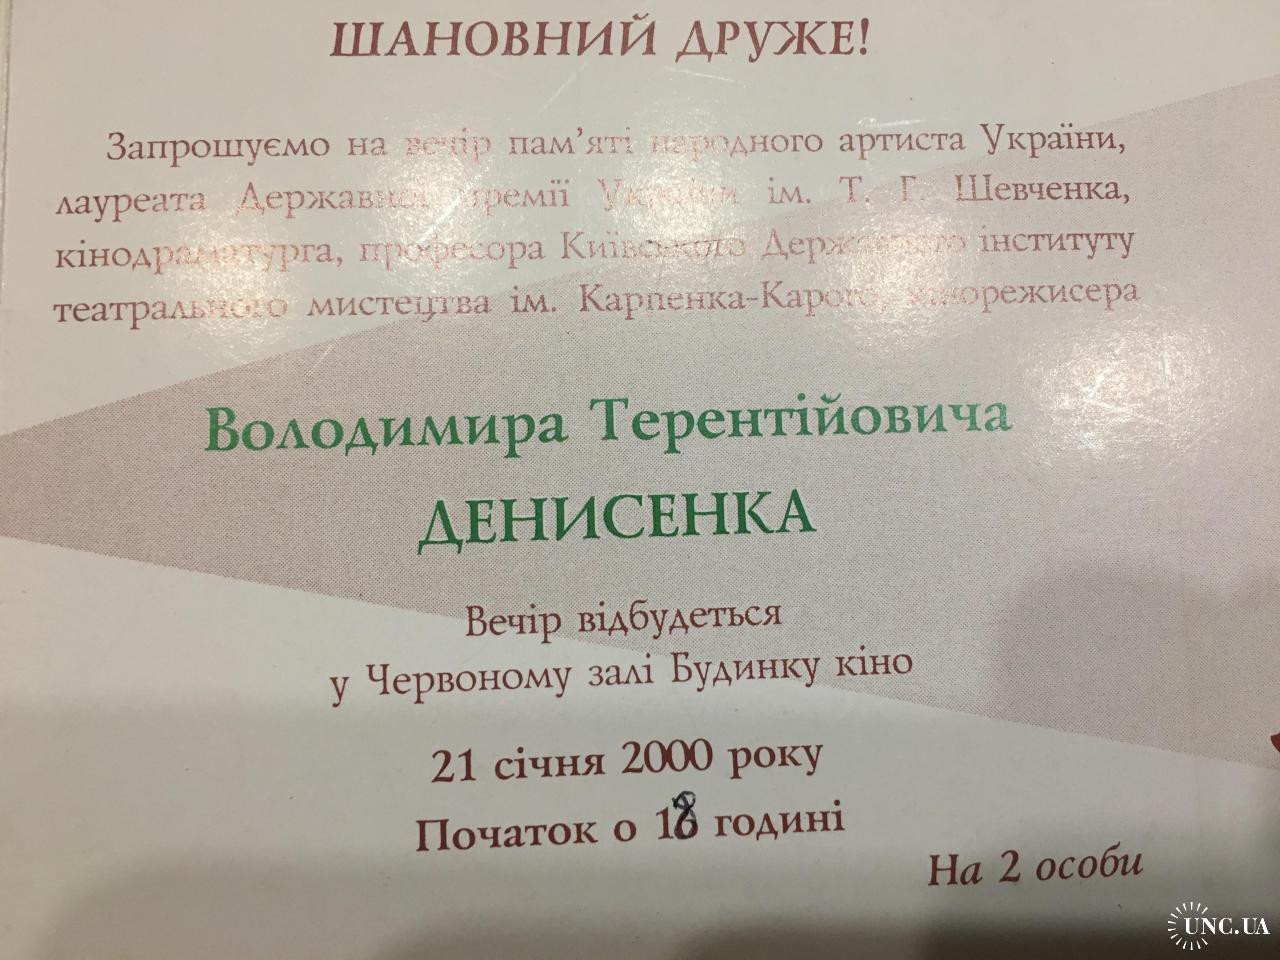 ШАНОВНИЙ ДРУЖЕ!
Запрошуємо на вечір пам'яті народного артиста України,
лауреата Державної премії України ім. Т. Г. Шевченка,
кінодраматурга, професора Київського Державного інституту
театрального мистецтва ім. Карпенка-Карого, кінорежисера
Володимира Терентійовича
ДЕНИСЕНКА
Вечір відбудеться
у Червоному залі Будинку кіно
21 січня 2000 року
Початок о 18 годині
На 2 особи
UNC.UA